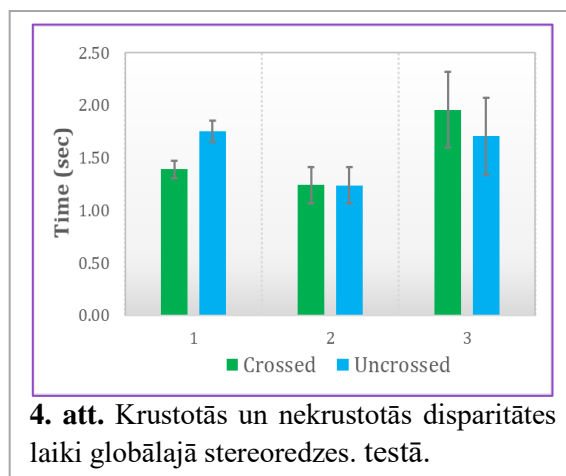 2.50
2.00
1.50
1.00
0.50
0.00
Time (sec)
1
2
3
Crossed
Uncrossed
4. att. Krustotās un nekrustotās disparitātes
laiki globālajā stereoredzes. testā.